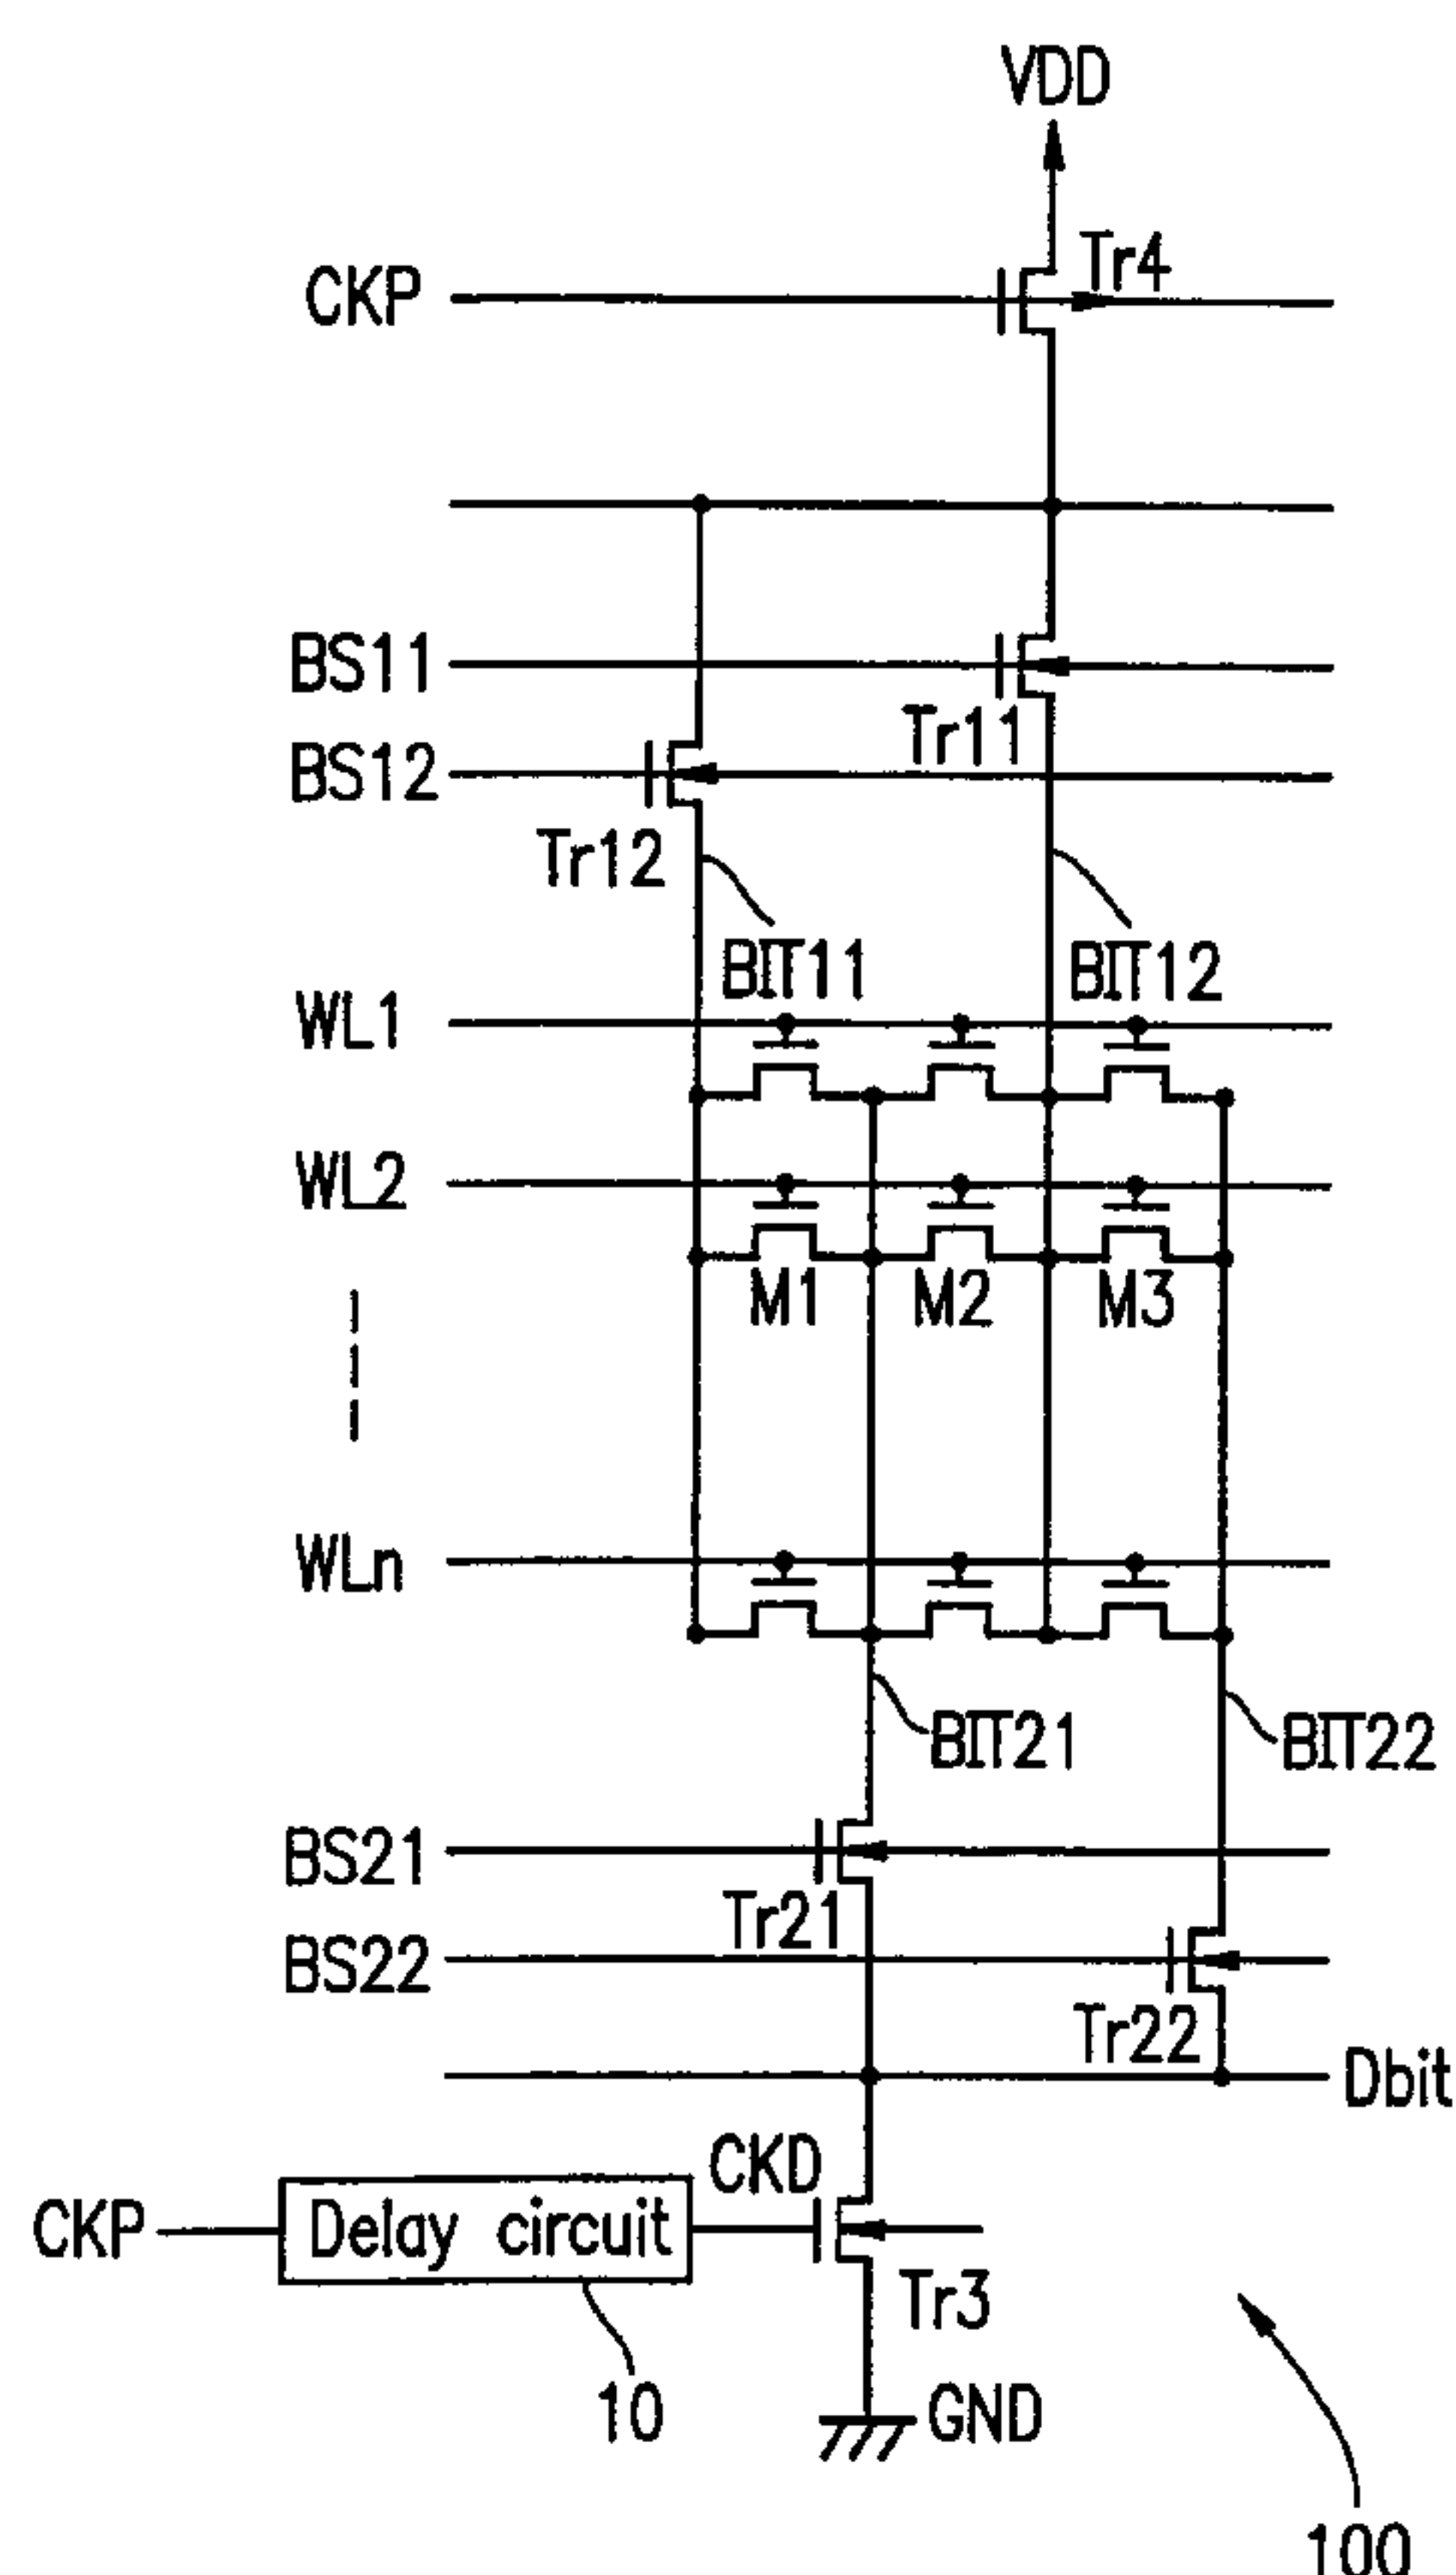 VDD
Tr4
CKP
BS11
Tr11
BS12
Tr12
BIT11
BIT12
WL1
WL2
M1
M2
M3
WLn
BIT21
BIT22
BS21
Tr21
BS22
Tr22
Dbit
CKD
CKP
Delay circuit
Tr3
10
GND
100